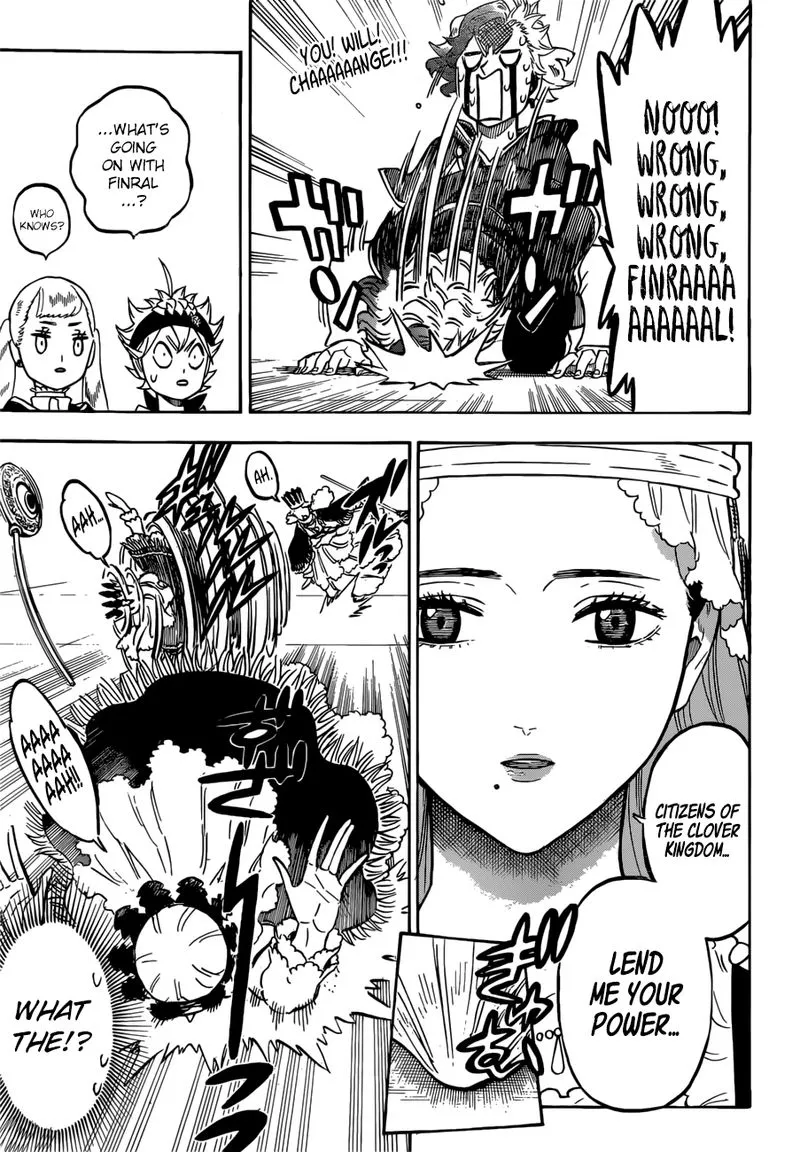 NOOO!
WRONG,
WRONG,
WRONG,
FINRAAAA
AAAAAAL!
YOU! WILL!
CHAAAAAANGE!!!
...WHAT'S
GOING
ON WITH
FINRAL
...?
WHO
KNOWS?
CITIZENS OF
THE CLOVER
KINGDOM...
LEND
ME YOUR
POWER...
AH.
AAH...
AAAA
AAAA
AAH!!
WHAT
THE!?